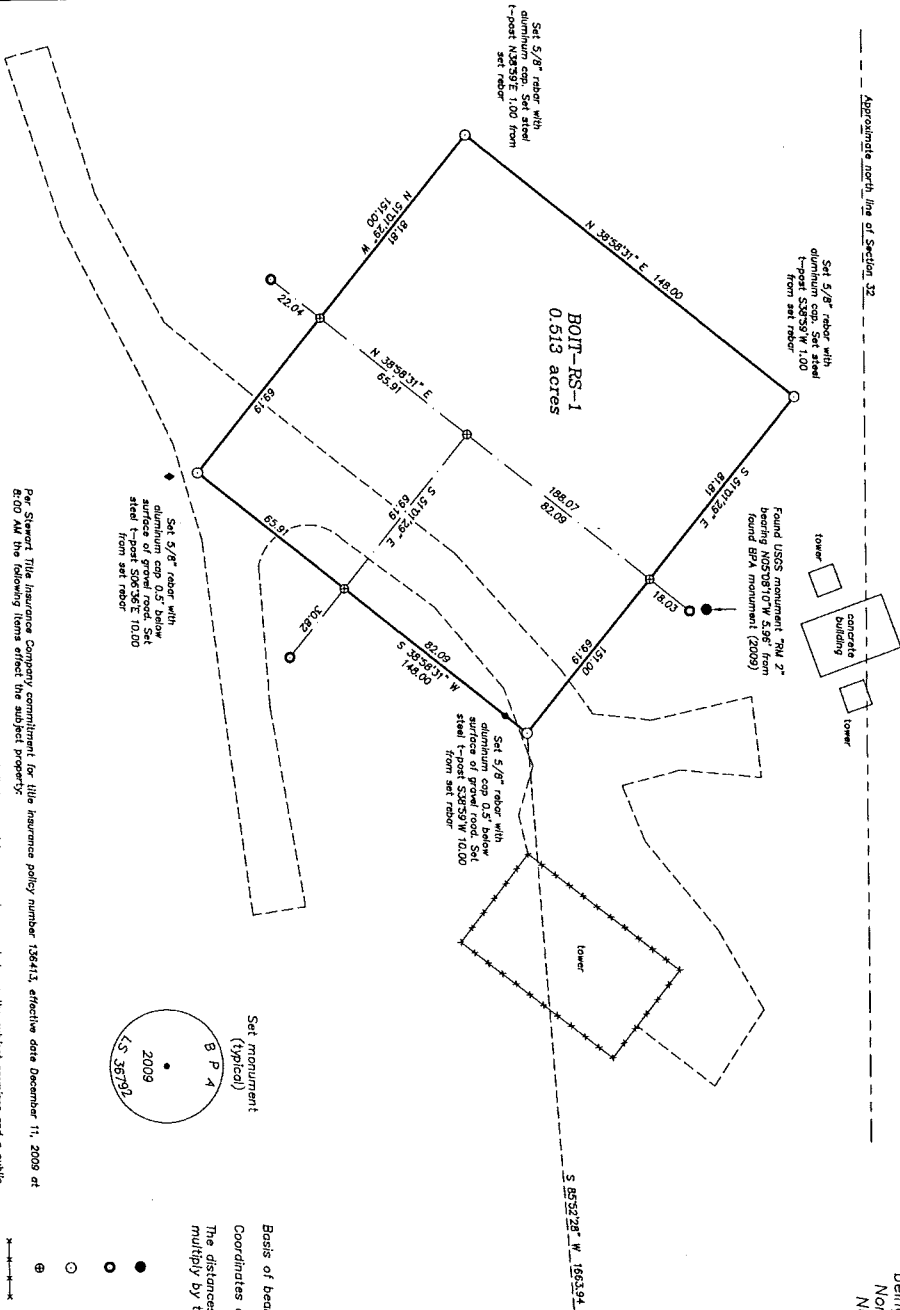 Approximate north line of Section 32
Set 5/8" rebar with
aluminum cap. Set steel
t-post N38°59'E 1.00 from
set rebar
Set 5/8" rebar with
aluminum cap. Set steel
t-post S38°59'W 1.00
from set rebar
tower
concrete
building
tower
Found USGS monument "RM 2"
bearing N05°08'10"W 5.96' from
found BPA monument (2009)
N 38°58'31" E 148.00
BOIT-RS-1
0.513 acres
S 51°01'29" E
151.00
81.81
69.19
18.03
188.07
82.09
N 38°58'31" E
65.91
S 51°01'29" E
69.19
N 51°01'29" W
151.00
81.81
69.19
22.04
65.91
30.82
82.09
S 38°58'31" W
148.00
Set 5/8" rebar with
aluminum cap 0.5' below
surface of gravel road. Set
steel t-post S38°59'W 10.00
from set rebar
Set 5/8" rebar with
aluminum cap 0.5' below
surface of gravel road. Set
steel t-post S06°36'E 10.00
from set rebar
tower
S 85°52'28" W 1663.94
Set monument
(typical)
B P A
2009
LS 36792
Basis of bea
Coordinates
The distances
multiply by t
Per Stewart Title Insurance Company commitment for title insurance policy number 136413, effective date December 11, 2009 at
8:00 AM the following items effect the subject property: